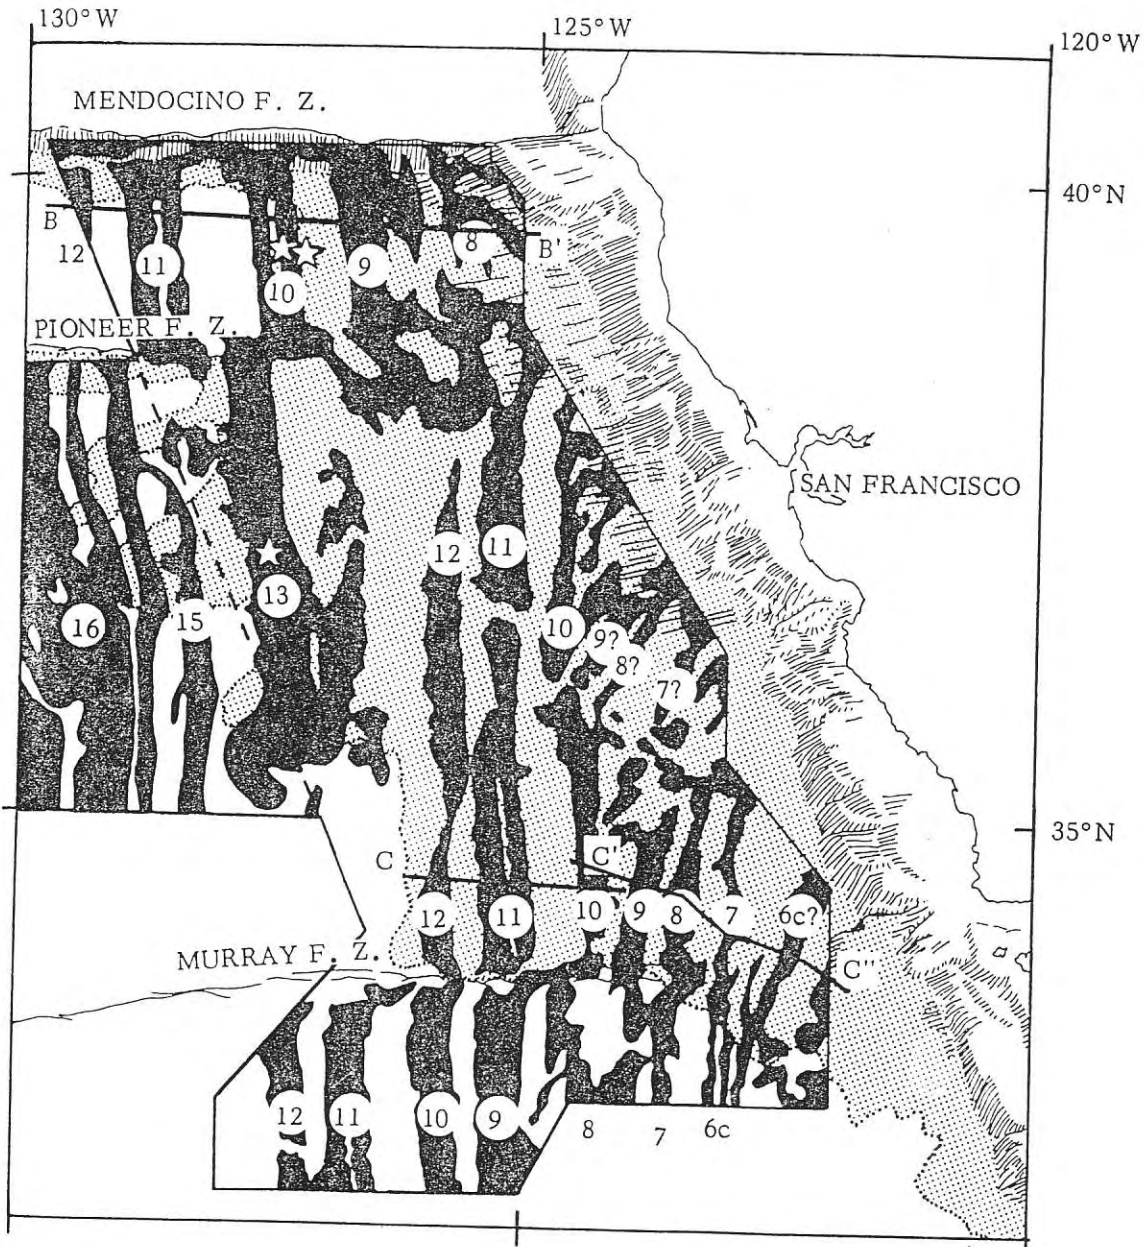 130°W
125°W
120°W
MENDOCINO F. Z.
40°N
B
B'
12
11
10
9
8
PIONEER F. Z.
SAN FRANCISCO
12
11
13
16
15
10
9?
8?
7?
35°N
C
C'
12
11
10
9
8
7
6c?
MURRAY F. Z.
C"
12
11
10
9
8
7
6c